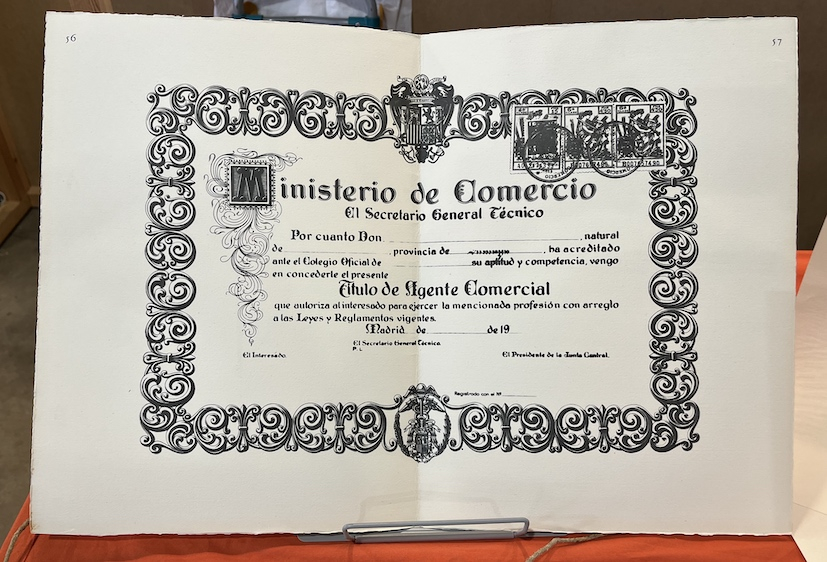 56
57
Ministerio de Comercio
El Secretario General Técnico
Por cuanto Don , natural
de , provincia de , ha acreditado
ante el Colegio Oficial de su aptitud y competencia, vengo
en concederle el presente
Título de Agente Comercial
que autoriza al interesado para ejercer la mencionada profesión con arreglo
a las Leyes y Reglamentos vigentes.
Madrid de de 19
El Interesado.
El Secretario General Técnico.
P. I.
El Presidente de la Junta Central.
Registrado con el Nº